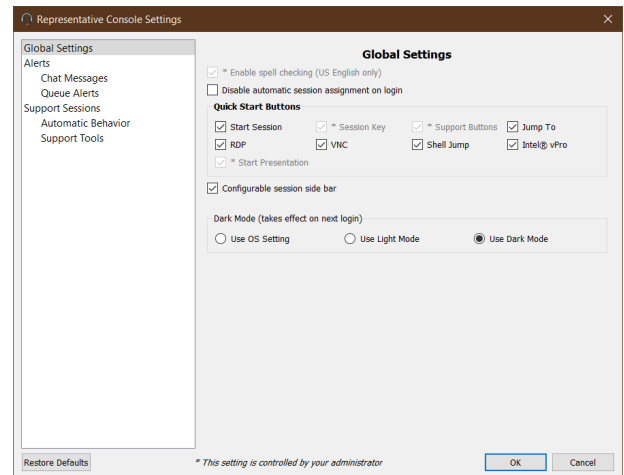 Representative Console Settings
Global Settings
Alerts
Chat Messages
Queue Alerts
Support Sessions
Automatic Behavior
Support Tools
Global Settings
* Enable spell checking (US English only)
Disable automatic session assignment on login
Quick Start Buttons
Start Session * Session Key * Support Buttons Jump To
RDP VNC Shell Jump Intel® vPro
* Start Presentation
Configurable session side bar
Dark Mode (takes effect on next login)
Use OS Setting Use Light Mode Use Dark Mode
Restore Defaults * This setting is controlled by your administrator OK Cancel